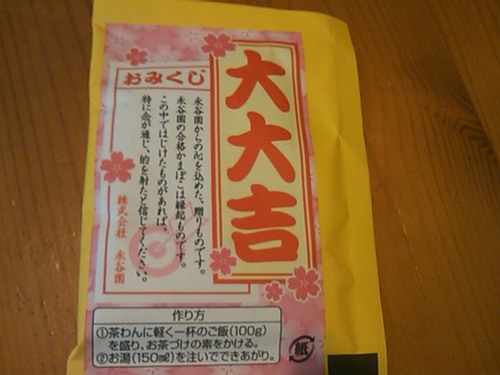 大大吉
おみくじ
永谷園からの心を込めた、贈りものです。
永谷園の合格かまぼこは縁起ものです。
この中ではじけたものがあれば、
特に念が通じ、的を射たと信じてください。
株式会社 永谷園
作り方
①茶わんに軽く一杯のご飯(100g)
を盛り、お茶づけの素をかける。
②お湯(150㎖)を注いでできあがり。
紙